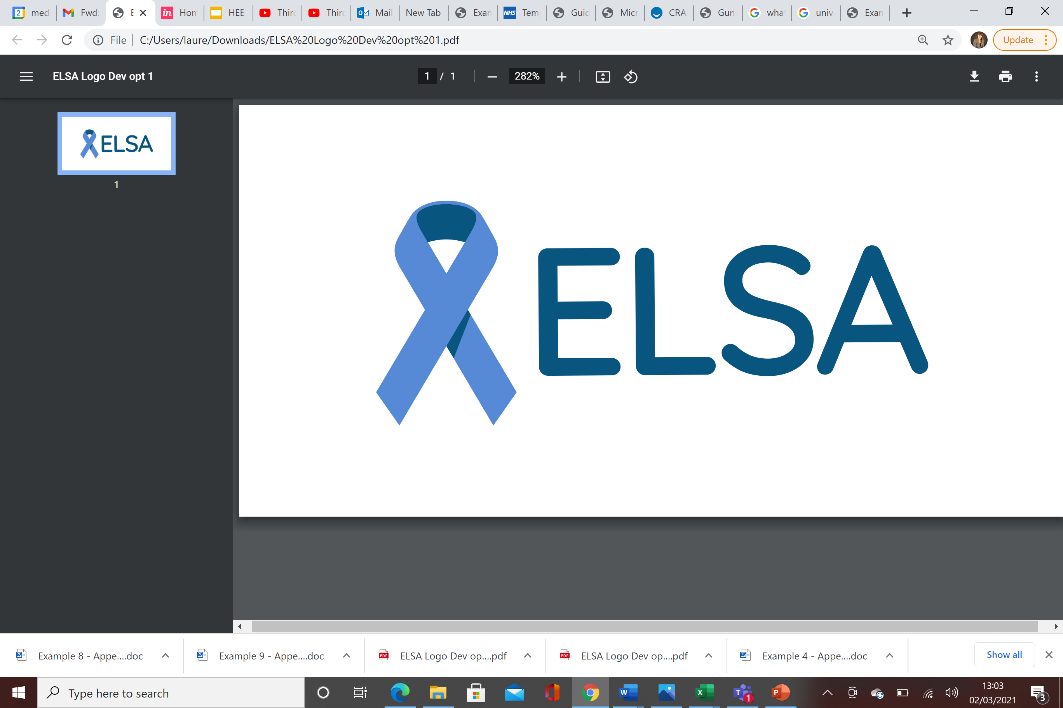 2 med Fwd: E Hon HEE Thir Thir Mail New Tab Exan NHS Tem Guic Micr CRA Gun wha univ Exan
File C:/Users/laure/Downloads/ELSA%20Logo%20Dev%20opt%201.pdf Update
ELSA Logo Dev opt 1 1 / 1 282%
ELSA
1
ELSA
Example 8 - Appe....doc Example 9 - Appe....doc ELSA Logo Dev op....pdf ELSA Logo Dev op....pdf Example 4 - Appe....doc Show all
Type here to search 13:03
02/03/2021